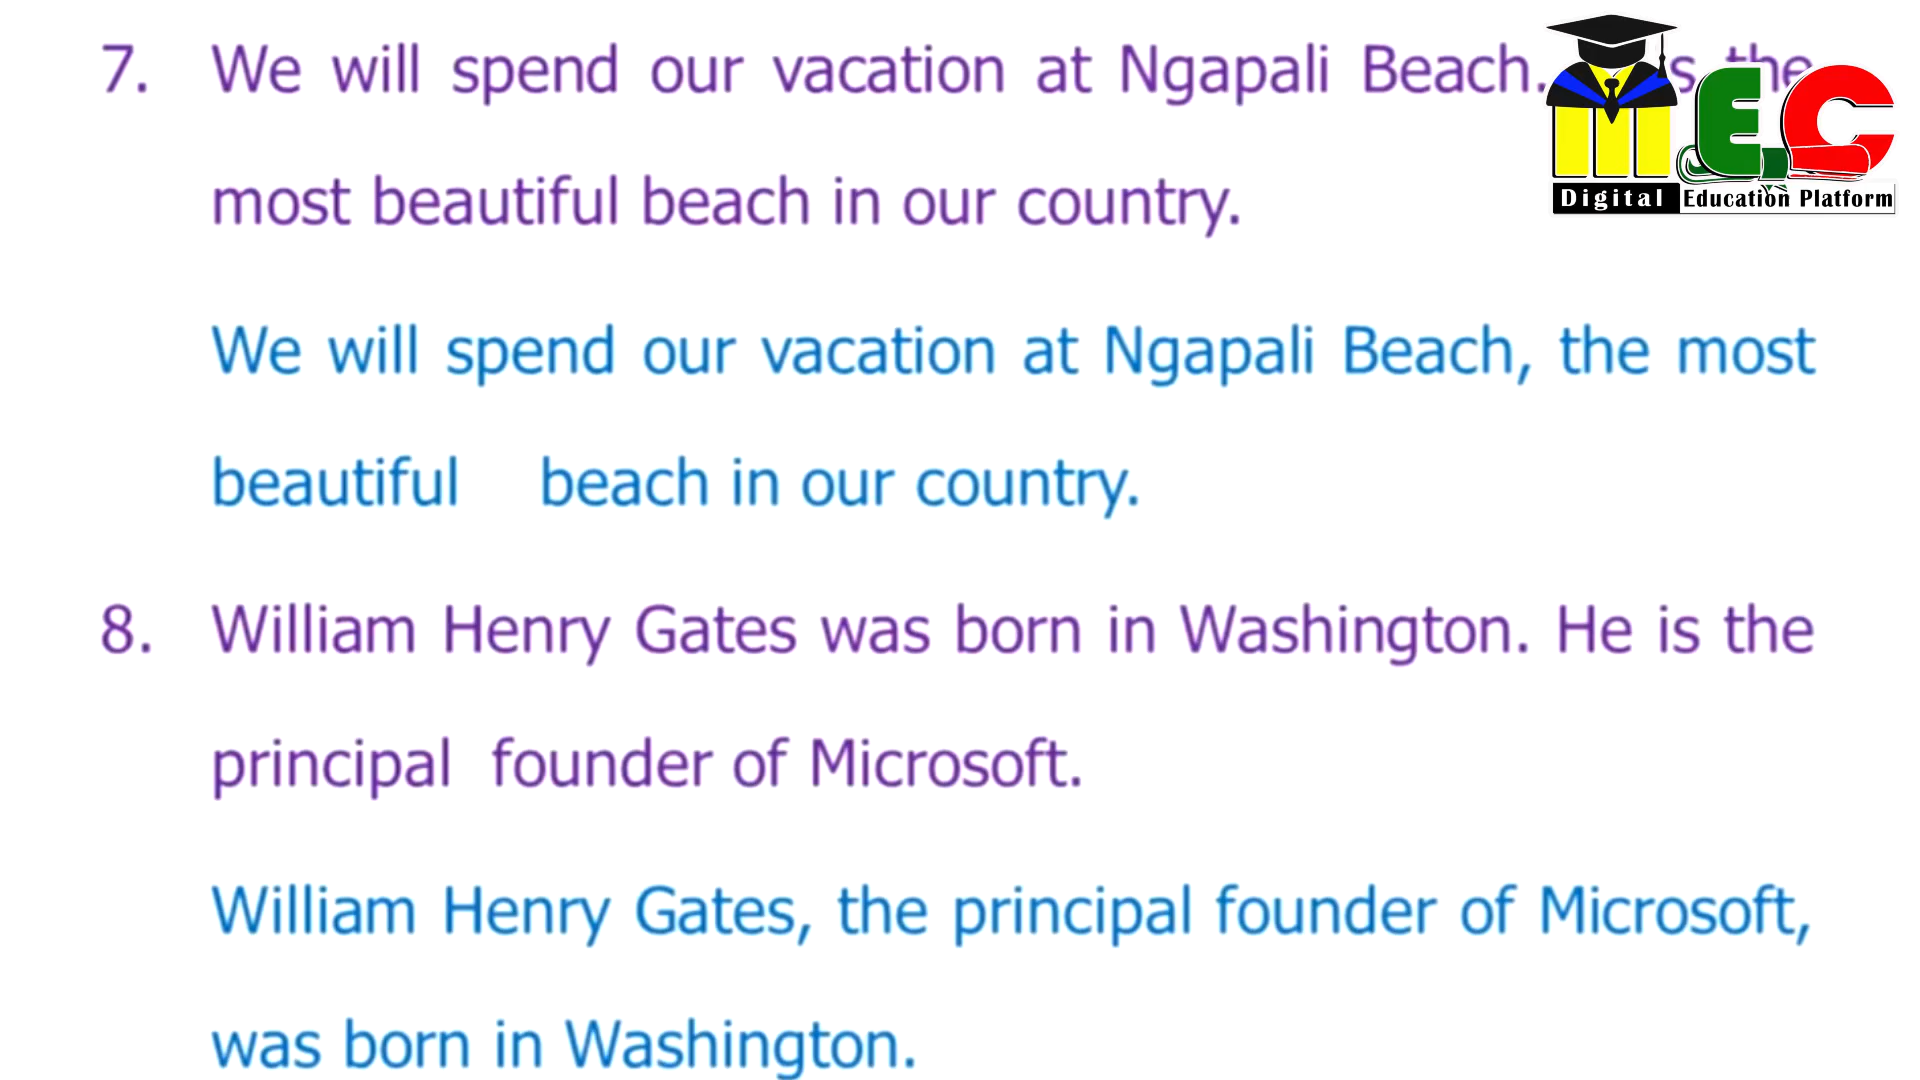 7. We will spend our vacation at Ngapali Beach. the
most beautiful beach in our country.
We will spend our vacation at Ngapali Beach, the most
beautiful beach in our country.
8. William Henry Gates was born in Washington. He is the
principal founder of Microsoft.
William Henry Gates, the principal founder of Microsoft,
was born in Washington.
MEC
Digital Education Platform